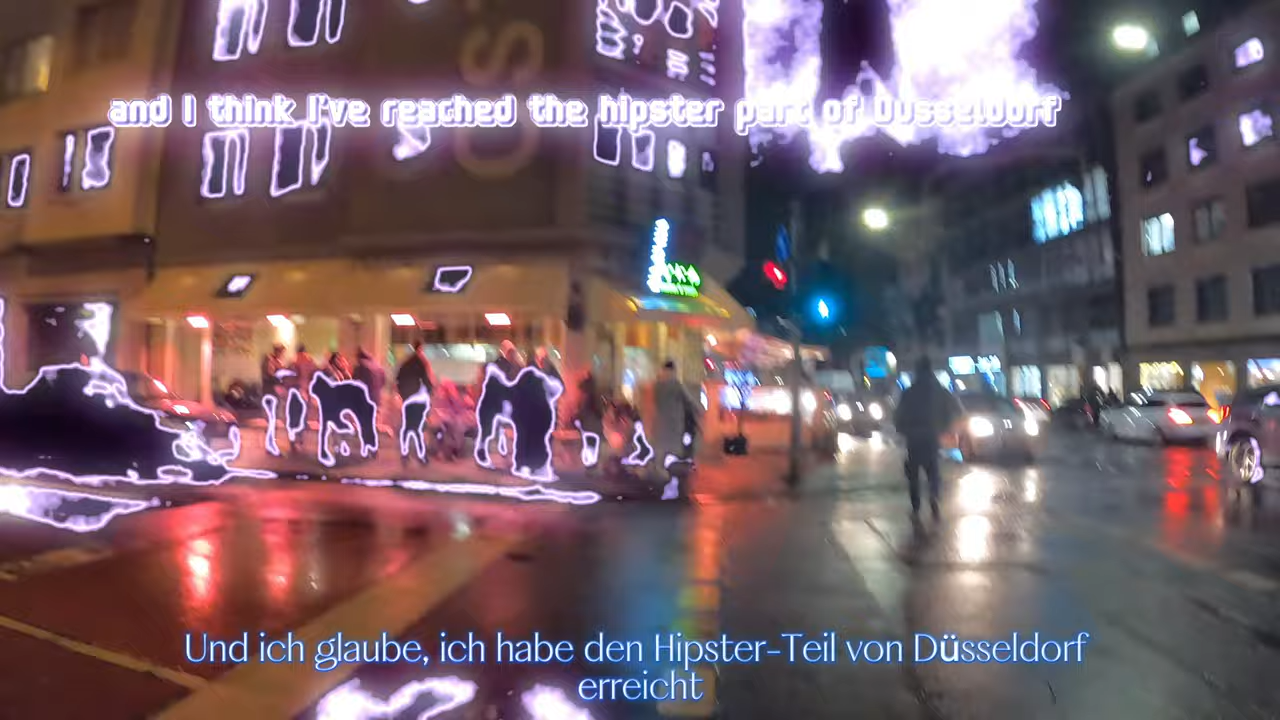 and I think I've reached the hipster part of Dusseldorf
Und ich glaube, ich habe den Hipster-Teil von Düsseldorf
erreicht